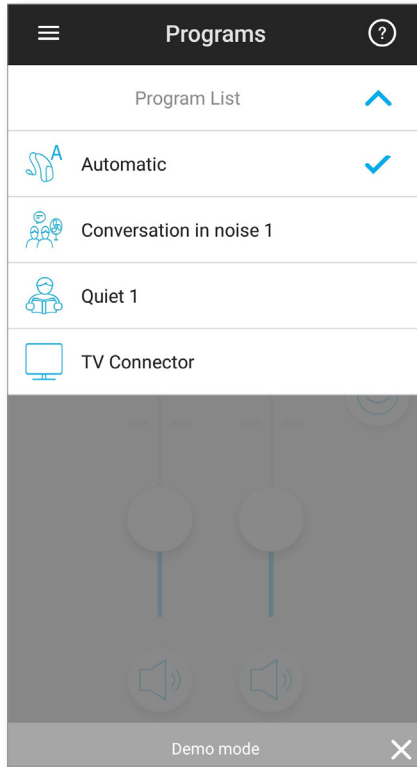 Programs
?
Program List
A
Automatic
Conversation in noise 1
Quiet 1
TV Connector
Demo mode